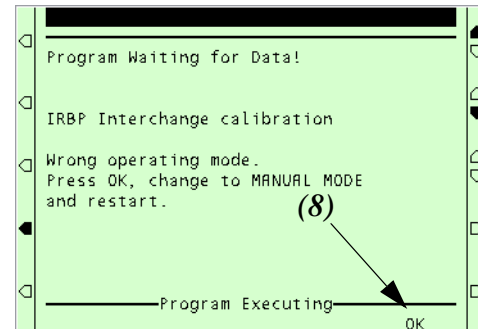 Program Waiting for Data!
IRBP Interchange calibration
Wrong operating mode.
Press OK, change to MANUAL MODE
and restart.
(8)
Program Executing
OK